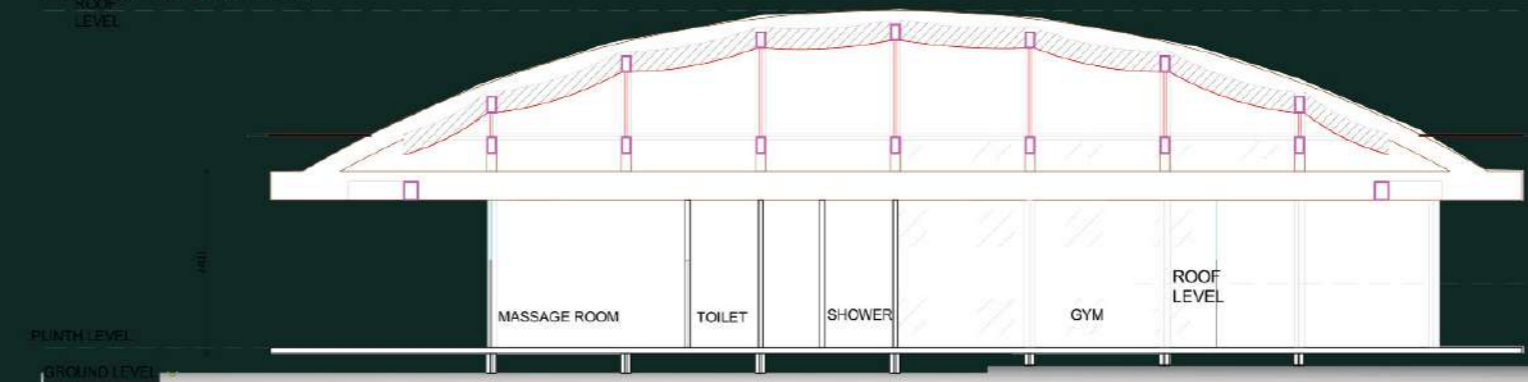 ROOF
LEVEL
MASSAGE ROOM
TOILET
SHOWER
GYM
ROOF
LEVEL
PLINTH LEVEL
GROUND LEVEL